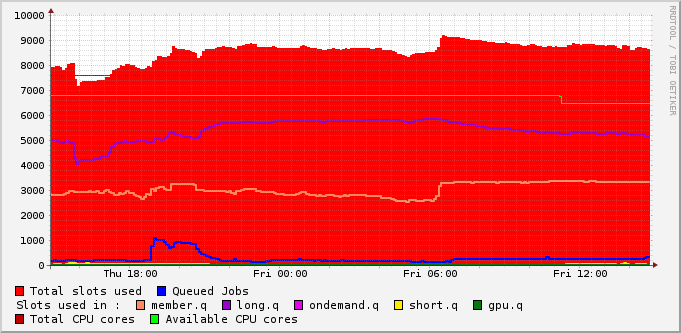 10000
9000
8000
7000
6000
5000
4000
3000
2000
1000
0
Thu 18:00 Fri 00:00 Fri 06:00 Fri 12:00
Total slots used Queued Jobs
Slots used in : member.q long.q ondemand.q short.q gpu.q
Total CPU cores Available CPU cores
RRDTOOL / TOBI OETIKER